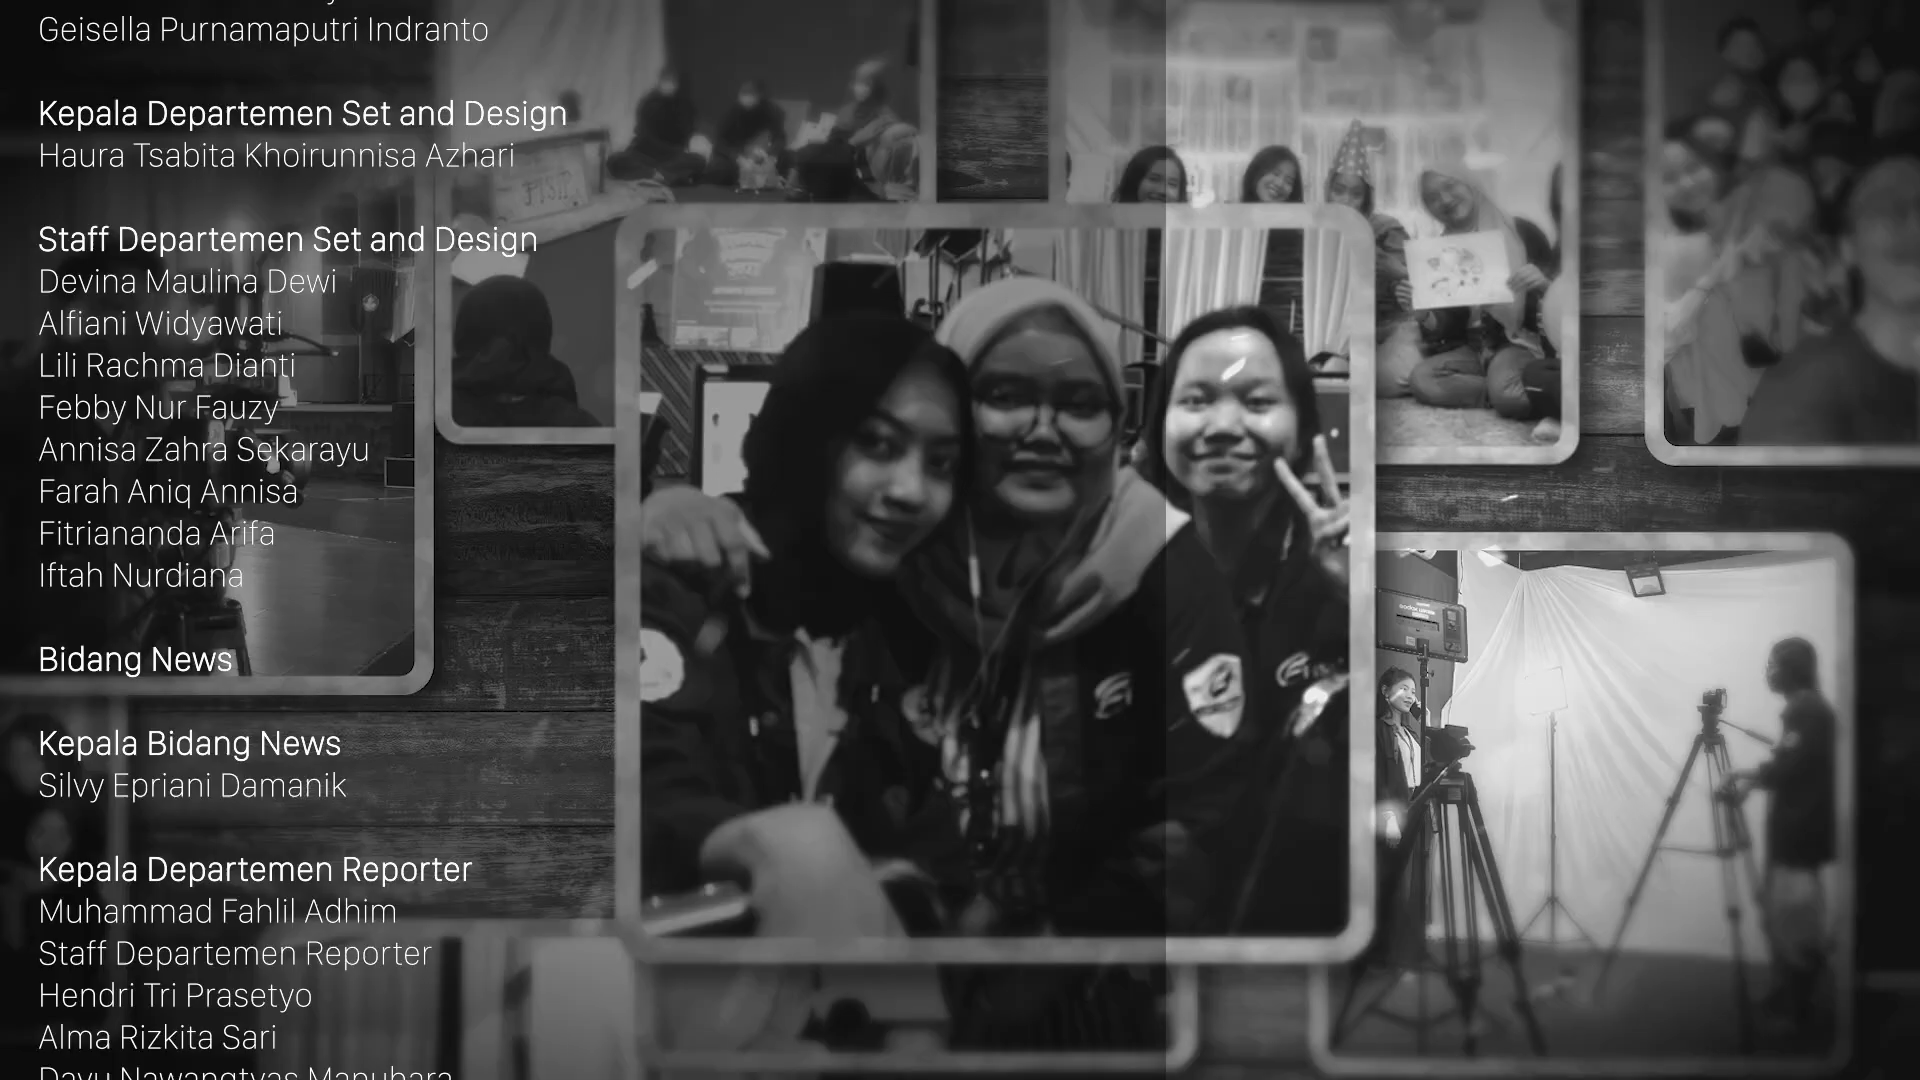 Geisella Purnamaputri Indranto
Kepala Departemen Set and Design
Haura Tsabita Khoirunnisa Azhari
Staff Departemen Set and Design
Devina Maulina Dewi
Alfiani Widyawati
Lili Rachma Dianti
Febby Nur Fauzy
Annisa Zahra Sekarayu
Farah Aniq Annisa
Fitriananda Arifa
Iftah Nurdiana
Bidang News
Kepala Bidang News
Silvy Epriani Damanik
Kepala Departemen Reporter
Muhammad Fahlil Adhim
Staff Departemen Reporter
Hendri Tri Prasetyo
Alma Rizkita Sari